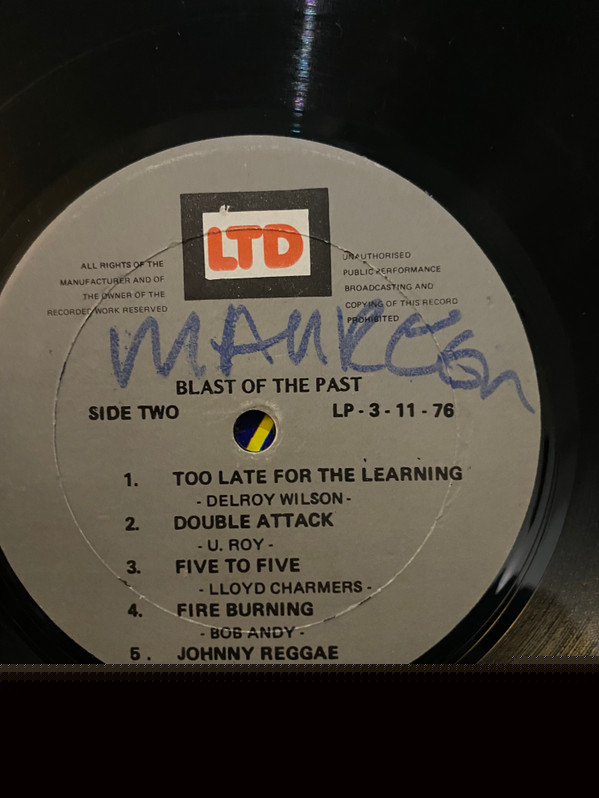 LTD
ALL RIGHTS OF THE
MANUFACTURER AND OF
THE OWNER OF THE
RECORDED WORK RESERVED
UNAUTHORISED
PUBLIC PERFORMANCE
BROADCASTING AND
COPYING OF THIS RECORD
PROHIBITED
MAUREEn
BLAST OF THE PAST
SIDE TWO LP - 3 - 11 - 76
1. TOO LATE FOR THE LEARNING
- DELROY WILSON -
2. DOUBLE ATTACK
- U. ROY -
3. FIVE TO FIVE
- LLOYD CHARMERS -
4. FIRE BURNING
- BOB ANDY -
5. JOHNNY REGGAE